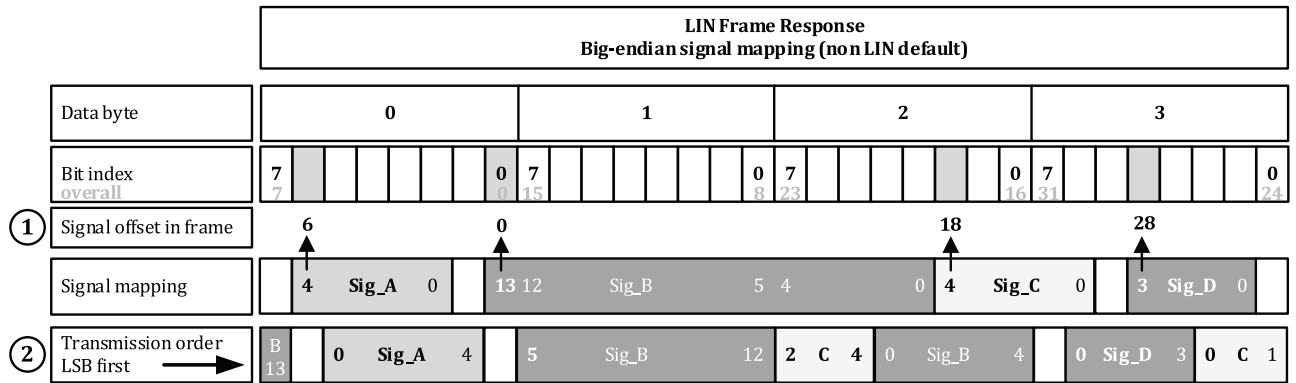 LIN Frame Response
Big-endian signal mapping (non LIN default)
Data byte 0 1 2 3
Bit index 7 0 7 0 7 0 7 0
overall 7 0 15 8 23 16 31 24
1 Signal offset in frame 6 0 18 28
Signal mapping 4 Sig_A 0 13 12 Sig_B 5 4 0 4 Sig_C 0 3 Sig_D 0
2 Transmission order B
LSB first 13 0 Sig_A 4 5 Sig_B 12 2 C 4 0 Sig_B 4 0 Sig_D 3 0 C 1